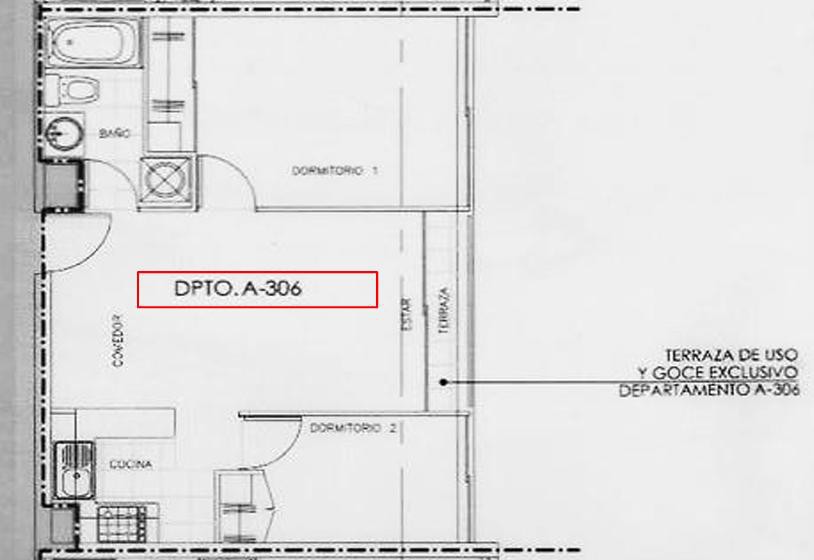 BAÑO
DORMITORIO 1
DPTO. A-306
COMEDOR
ESTAR
TERRAZA
TERRAZA DE USO
Y GOCE EXCLUSIVO
DEPARTAMENTO A-306
DORMITORIO 2
COCINA